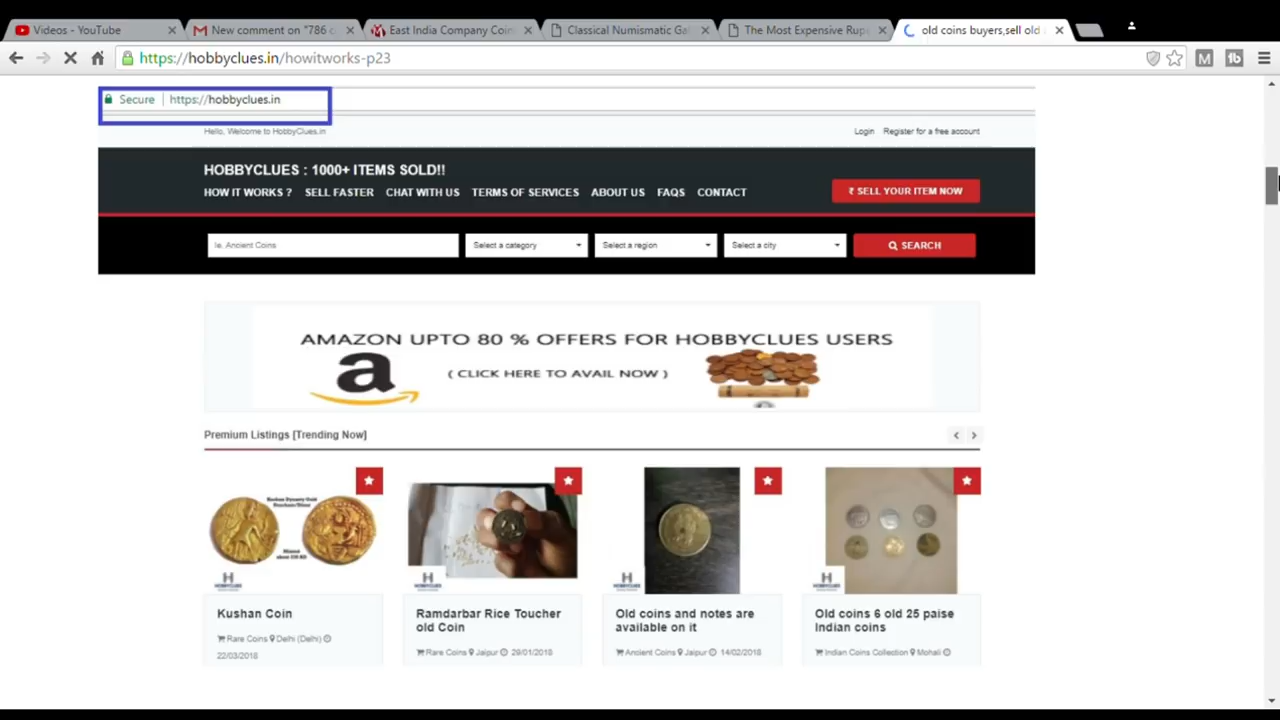 Videos - YouTube
New comment on "786 c
East India Company Coin
Classical Numismatic Ga
The Most Expensive Rup
old coins buyers,sell old
https://hobbyclues.in/howitworks-p23
Secure https://hobbyclues.in
Hello, Welcome to HobbyClues.in
Login Register for a free account
HOBBYCLUES : 1000+ ITEMS SOLD!!
HOW IT WORKS ? SELL FASTER CHAT WITH US TERMS OF SERVICES ABOUT US FAQS CONTACT
₹ SELL YOUR ITEM NOW
ie. Ancient Coins
Select a category
Select a region
Select a city
SEARCH
AMAZON UPTO 80 % OFFERS FOR HOBBYCLUES USERS
( CLICK HERE TO AVAIL NOW )
Premium Listings [Trending Now]
HOBBYCLUES
HOBBYCLUES
HOBBYCLUES
HOBBYCLUES
Kushan Coin
Rare Coins Delhi (Delhi)
22/03/2018
Ramdarbar Rice Toucher
old Coin
Rare Coins Jaipur 29/01/2018
Old coins and notes are
available on it
Ancient Coins Jaipur 14/02/2018
Old coins 6 old 25 paise
Indian coins
Indian Coins Collection Mohali